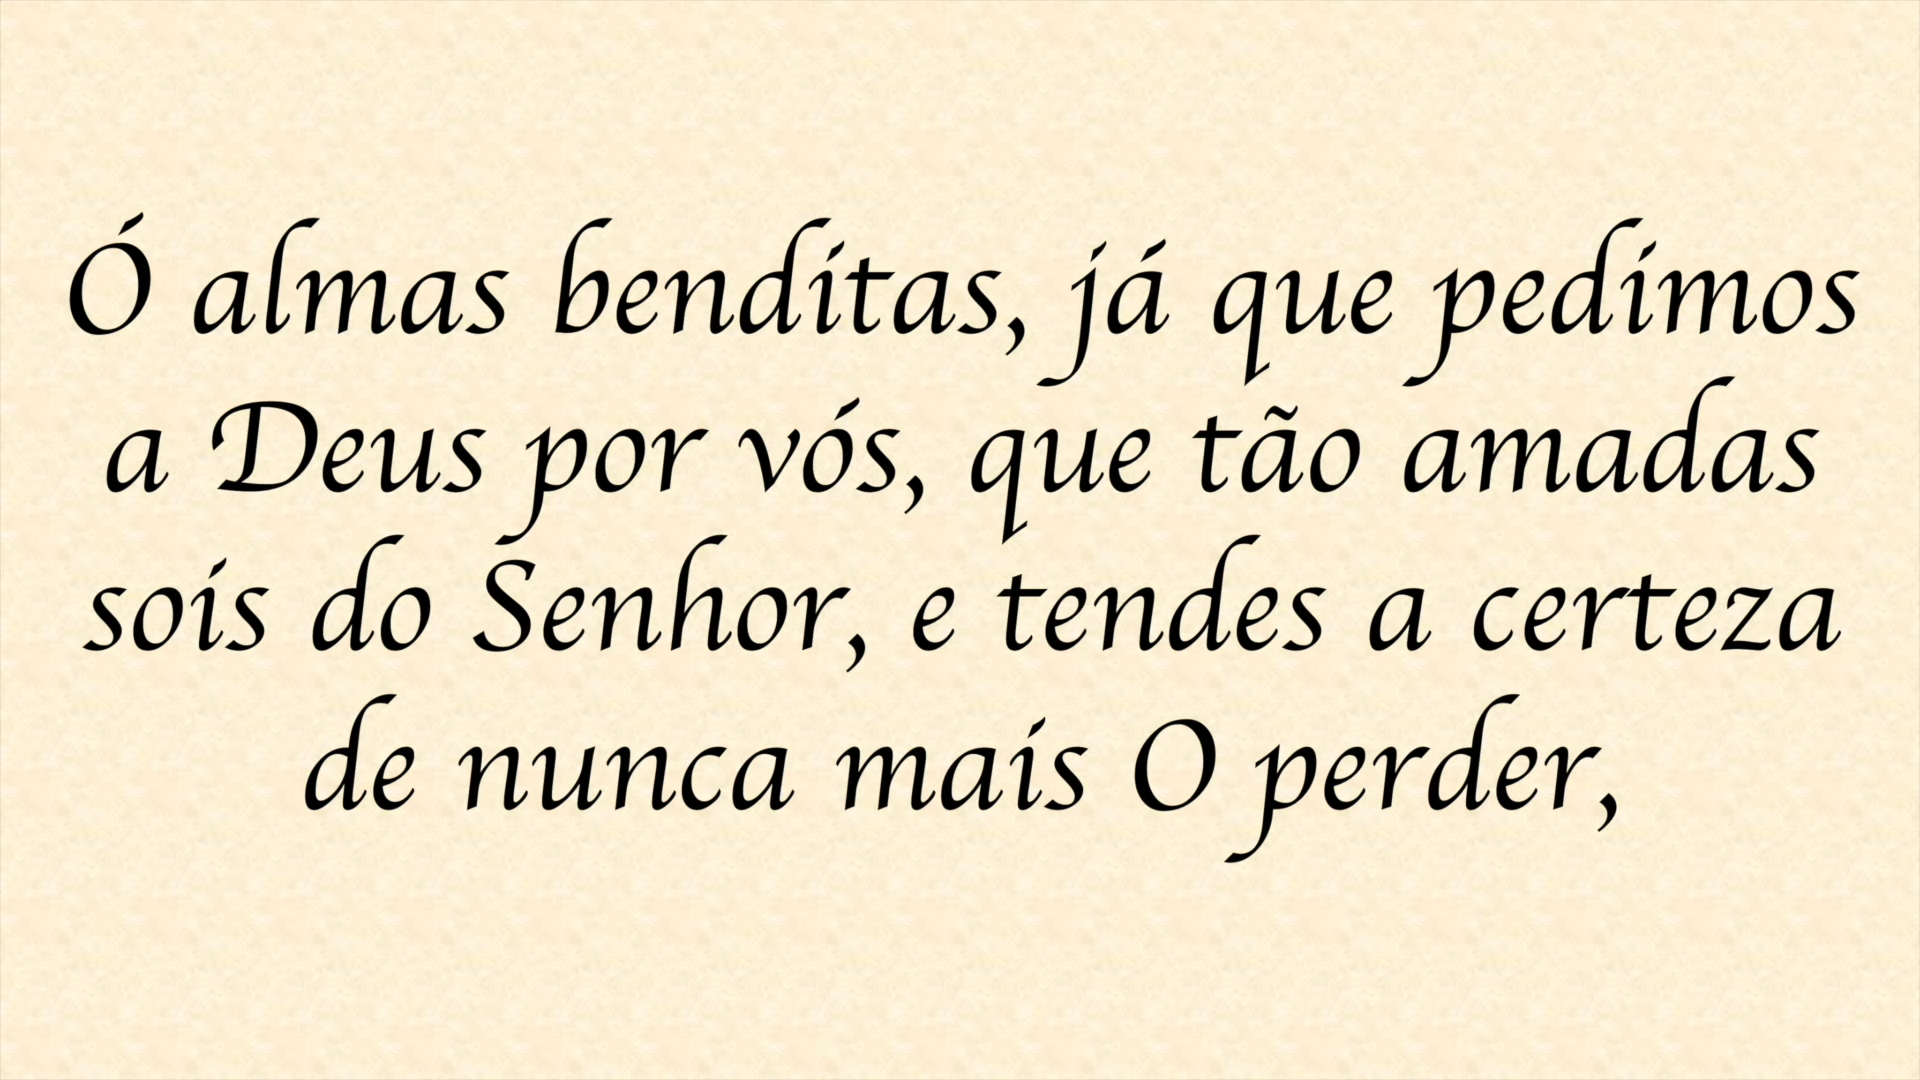 Ó almas benditas, já que pedimos
a Deus por vós, que tão amadas
sois do Senhor, e tendes a certeza
de nunca mais O perder,